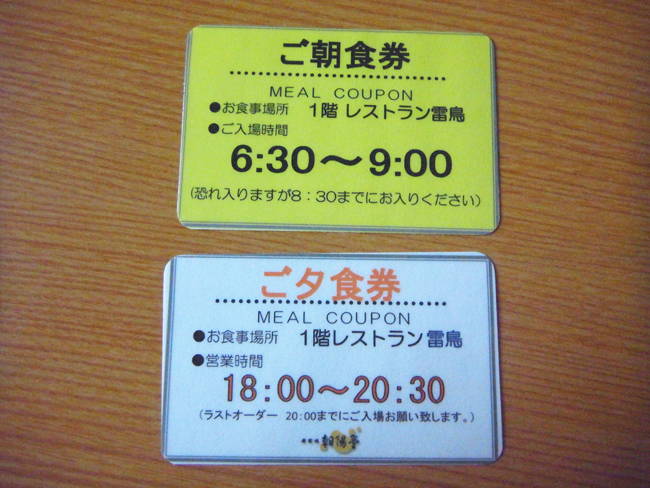 ご朝食券
MEAL COUPON
●お食事場所 1階 レストラン雷鳥
●ご入場時間
6:30〜9:00
(恐れ入りますが8:30までにお入りください)
ご夕食券
MEAL COUPON
●お食事場所 1階レストラン雷鳥
●営業時間
18:00〜20:30
(ラストオーダー 20:00までにご入場お願い致します。)
朝陽亭